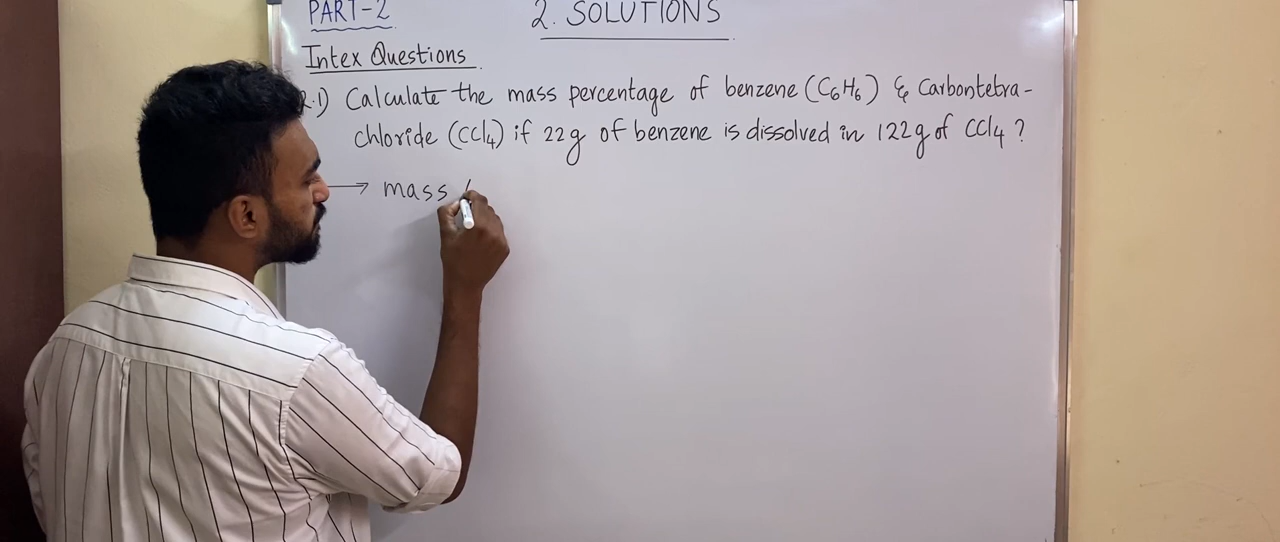 PART-2
2. SOLUTIONS
Intex Questions
2.1) Calculate the mass percentage of benzene (C6H6) & Carbontetra-
chloride (CCl4) if 22g of benzene is dissolved in 122g of CCl4 ?
→ mass